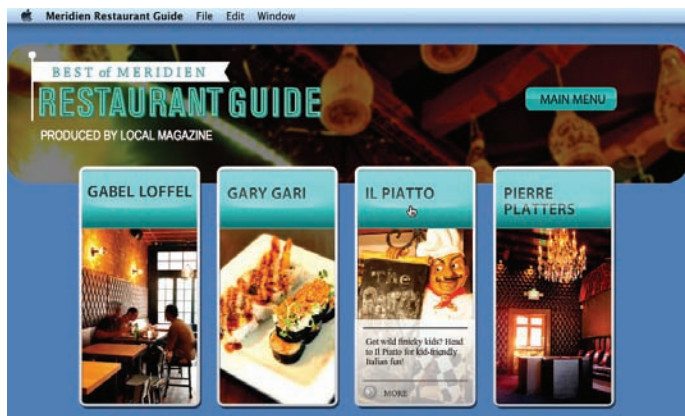 Meridien Restaurant Guide File Edit Window
BEST of MERIDIEN
RESTAURANT GUIDE
PRODUCED BY LOCAL MAGAZINE
MAIN MENU
GABEL LOFFEL
GARY GARI
IL PIATTO
PIERRE
PLATTERS
The
Got wild finicky kids? Head
to Il Piatto for kid-friendly
Italian fun!
MORE